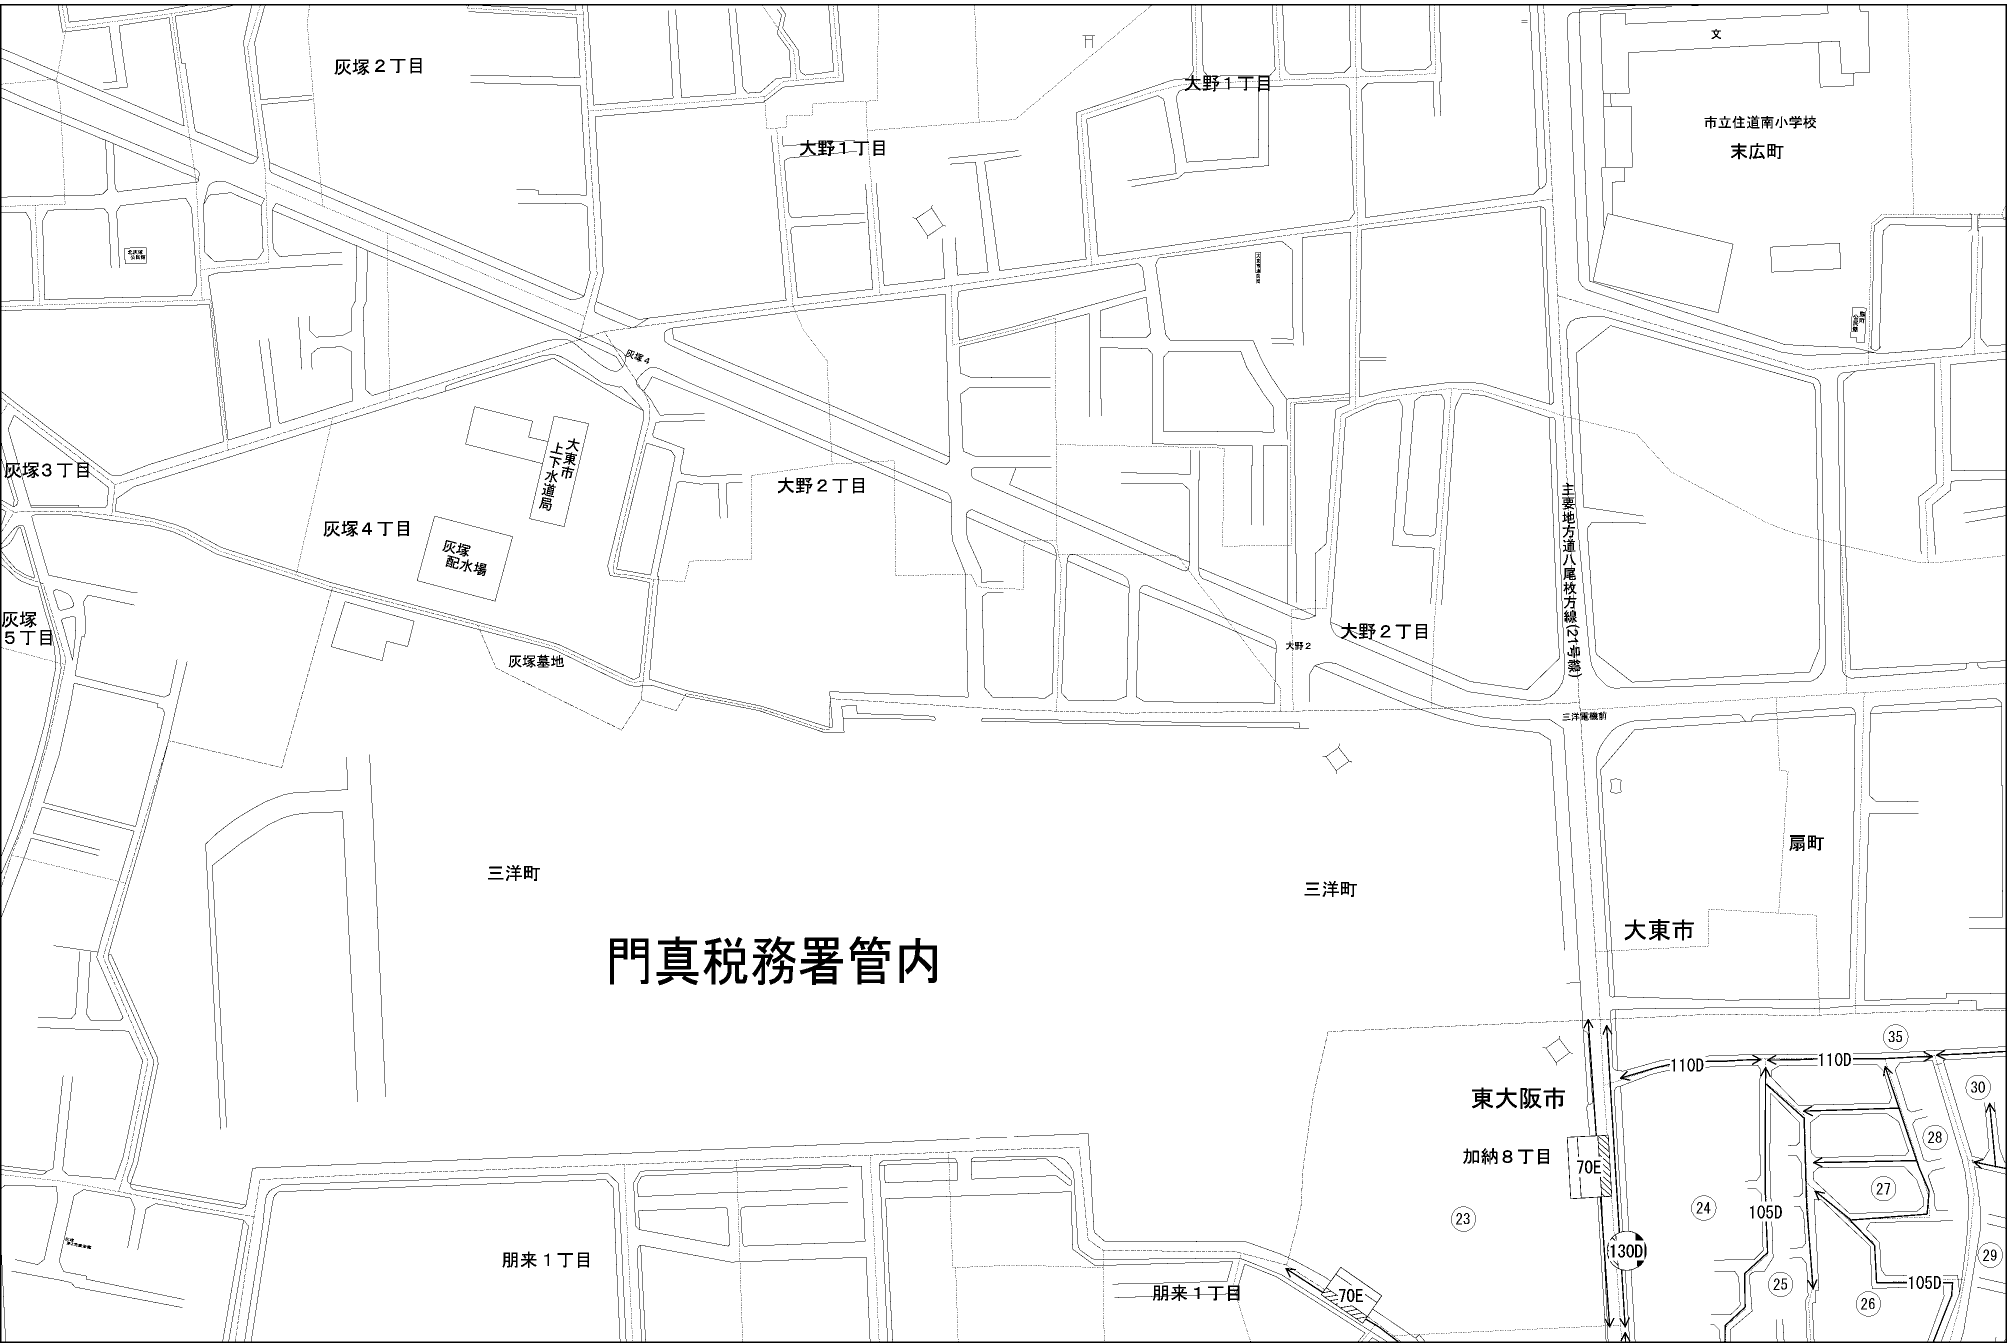 文
灰塚２丁目
大野１丁目
市立住道南小学校
大野１丁目
末広町
灰塚４
灰塚３丁目
大東市
上下水道局
大野２丁目
灰塚４丁目
灰塚
配水場
主要地方道八尾枚方線(21号線)
灰塚
５丁目
大野２丁目
大野２
灰塚墓地
三洋電機前
扇町
三洋町
三洋町
大東市
門真税務署管内
35
110D
110D
30
東大阪市
28
加納８丁目
70E
27
24
105D
23
130D
29
朋来１丁目
105D
25
朋来１丁目
70E
26